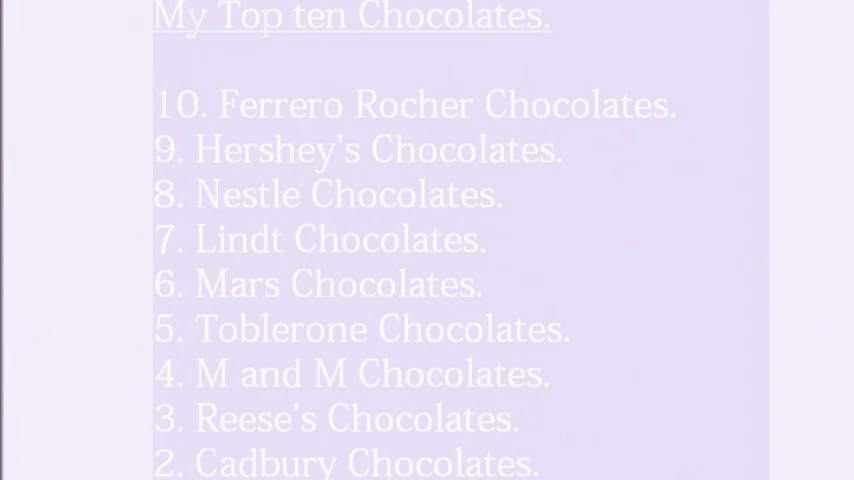 My Top ten Chocolates.
10. Ferrero Rocher Chocolates.
9. Hershey's Chocolates.
8. Nestle Chocolates.
7. Lindt Chocolates.
6. Mars Chocolates.
5. Toblerone Chocolates.
4. M and M Chocolates.
3. Reese's Chocolates.
2. Cadbury Chocolates.